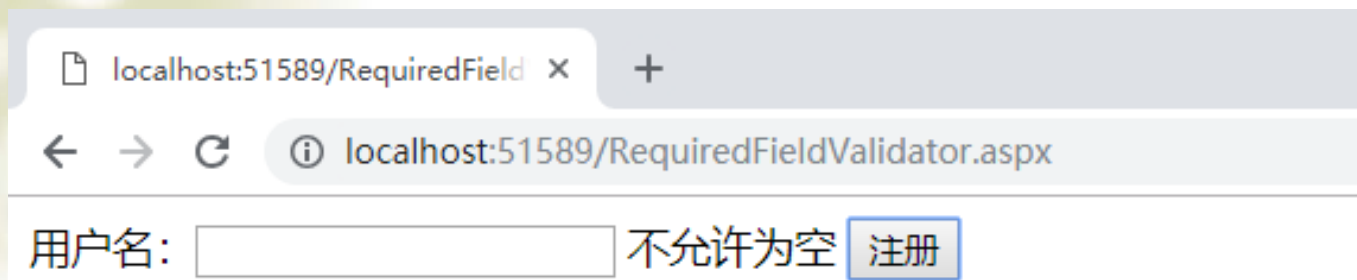 localhost:51589/RequiredField
localhost:51589/RequiredFieldValidator.aspx
用户名： 不允许为空 注册